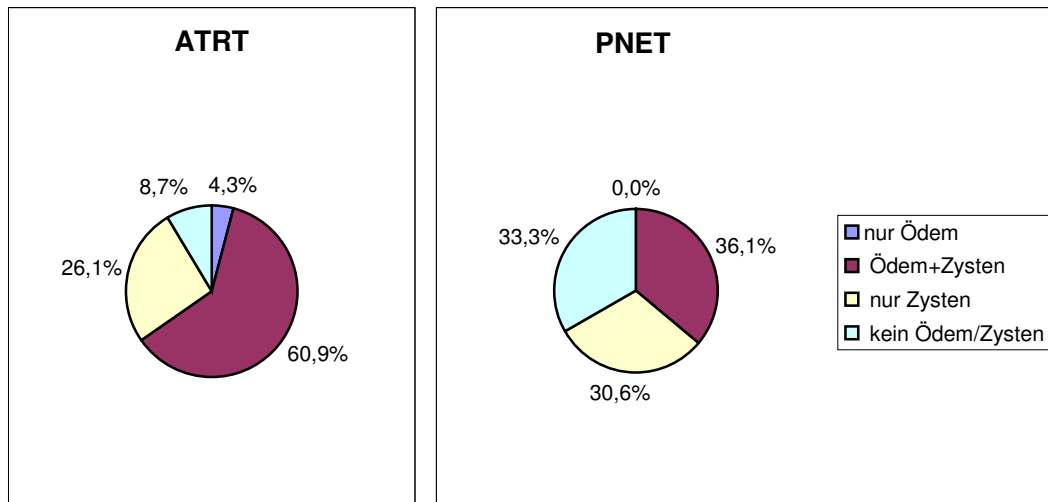 ATRT
8,7%
4,3%
26,1%
60,9%
PNET
0,0%
33,3%
36,1%
30,6%
nur Ödem
Ödem+Zysten
nur Zysten
kein Ödem/Zysten